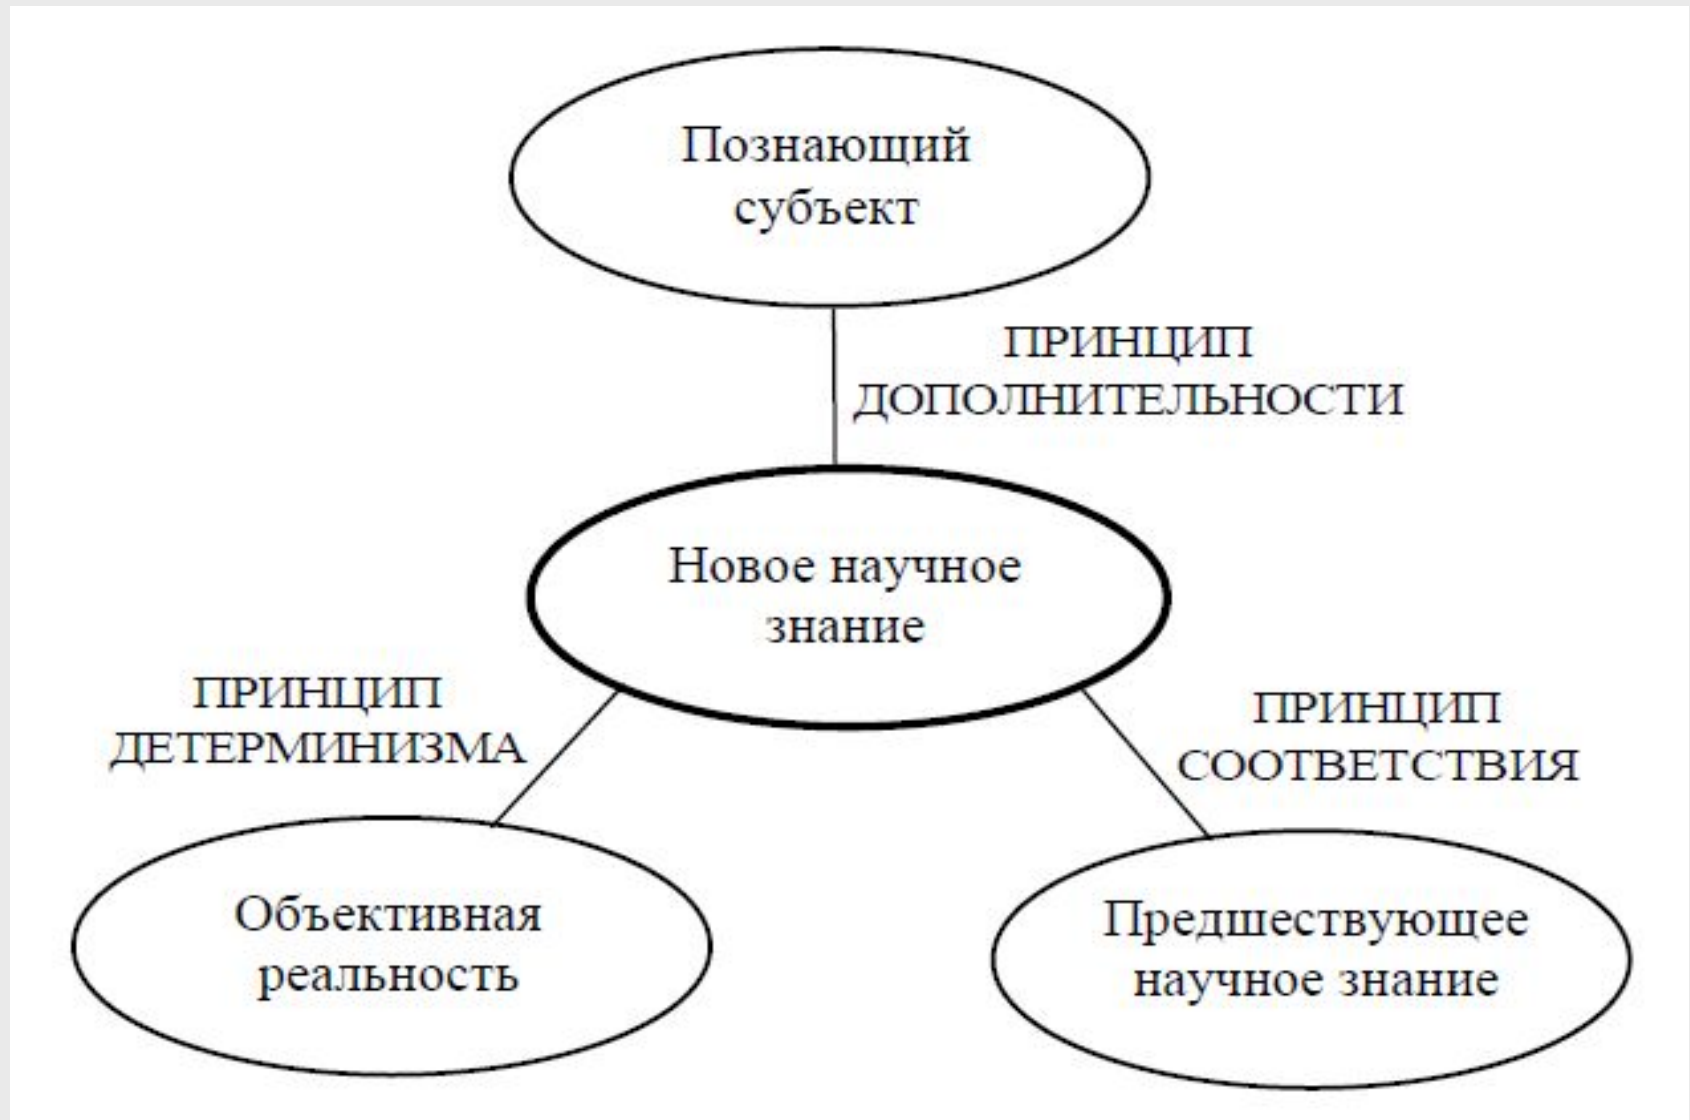 Познающий
субъект
ПРИНЦИП
ДОПОЛНИТЕЛЬНОСТИ
Новое научное
знание
ПРИНЦИП
ДЕТЕРМИНИЗМА
ПРИНЦИП
СООТВЕТСТВИЯ
Объективная
реальность
Предшествующее
научное знание